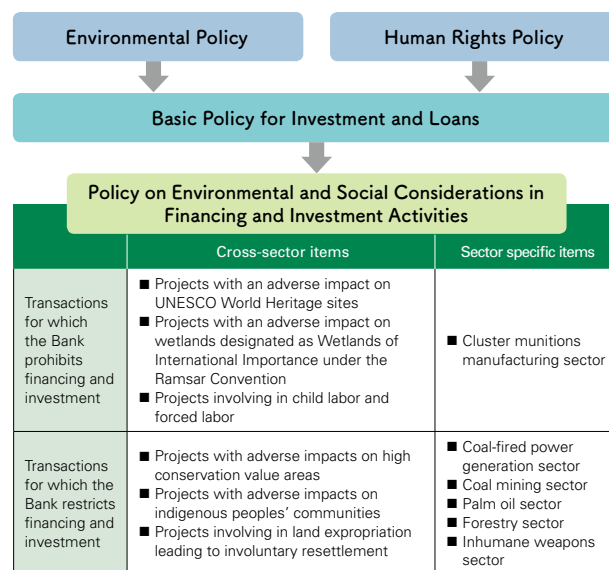 Environmental Policy
Human Rights Policy
Basic Policy for Investment and Loans
Policy on Environmental and Social Considerations in
Financing and Investment Activities
Cross-sector items
Sector specific items
Transactions
for which
the Bank
prohibits
financing and
investment
■ Projects with an adverse impact on
UNESCO World Heritage sites
■ Projects with an adverse impact on
wetlands designated as Wetlands of
International Importance under the
Ramsar Convention
■ Projects involving in child labor and
forced labor
■ Cluster munitions
manufacturing sector
Transactions
for which the
Bank restricts
financing and
investment
■ Projects with adverse impacts on high
conservation value areas
■ Projects with adverse impacts on
indigenous peoples' communities
■ Projects involving in land expropriation
leading to involuntary resettlement
■ Coal-fired power
generation sector
■ Coal mining sector
■ Palm oil sector
■ Forestry sector
■ Inhumane weapons
sector